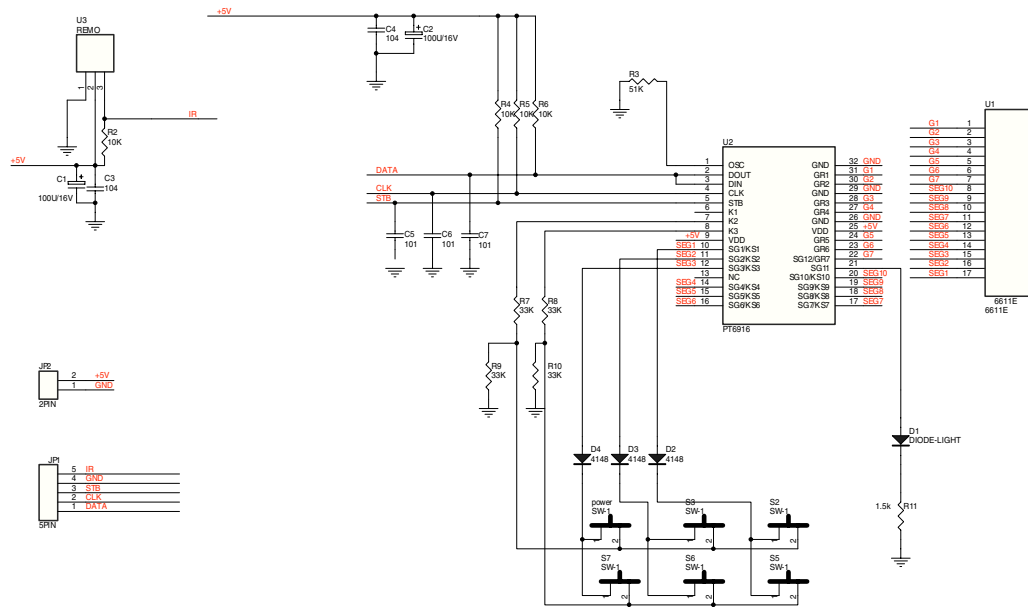 U3
REMO
1
2
3
IR
R2
10K
+5V
C1
100U/16V
C3
104
+5V
C4
104
C2
100U/16V
R4
10K
R5
10K
R6
10K
DATA
CLK
STB
C5
101
C6
101
C7
101
R3
51K
U2
1 OSC
2 DOUT
3 DIN
4 CLK
5 STB
6 K1
7 K2
8 K3
+5V 9 VDD
SEG1 10 SG1/KS1
SEG2 11 SG2/KS2
SEG3 12 SG3/KS3
13 NC
SEG4 14 SG4/KS4
SEG5 15 SG5/KS5
SEG6 16 SG6/KS6
GND 32 GND
GR1 31 G1
GR2 30 G2
GND 29 GND
GR3 28 G3
GR4 27 G4
GND 26 GND
VDD 25 +5V
GR5 24 G5
GR6 23 G6
SG12/GR7 22 G7
SG11 21
SG10/KS10 20 SEG10
SG9/KS9 19 SEG9
SG8/KS8 18 SEG8
SG7/KS7 17 SEG7
PT6916
U1
G1 1
G2 2
G3 3
G4 4
G5 5
G6 6
G7 7
SEG10 8
SEG9 9
SEG8 10
SEG7 11
SEG6 12
SEG5 13
SEG4 14
SEG3 15
SEG2 16
SEG1 17
6611E
6611E
R7
33K
R8
33K
R9
33K
R10
33K
JP2
2 +5V
1 GND
2PIN
JP1
5 IR
4 GND
3 STB
2 CLK
1 DATA
5PIN
D4
4148
D3
4148
D2
4148
D1
DIODE-LIGHT
1.5k R11
power
SW-1
1
2
S3
SW-1
1
2
S2
SW-1
1
2
S7
SW-1
1
2
S6
SW-1
1
2
S5
SW-1
1
2